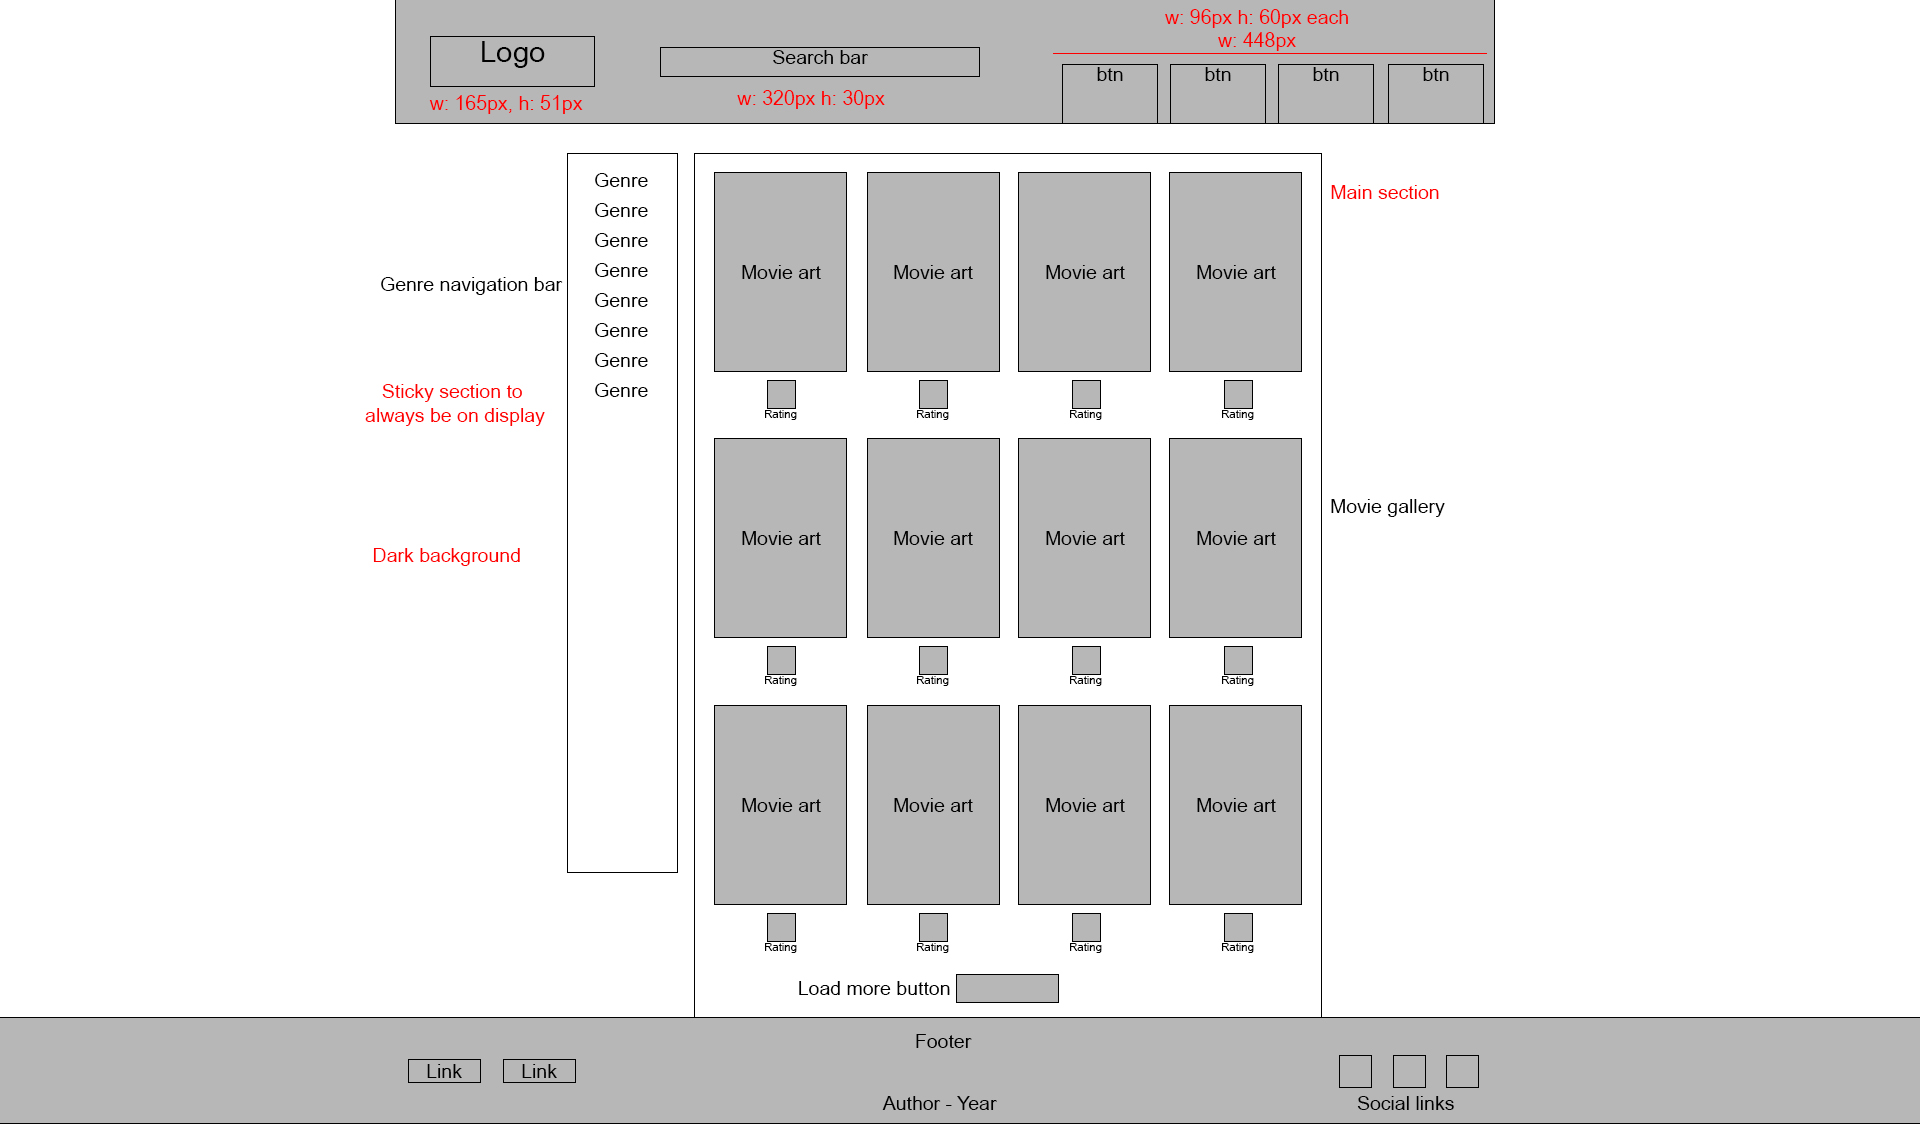 w: 96px h: 60px each
w: 448px
Logo
Search bar
btn
btn
btn
btn
w: 165px, h: 51px
w: 320px h: 30px
Genre
Genre
Genre
Genre
Genre
Genre
Genre
Genre
Genre navigation bar
Sticky section to
always be on display
Dark background
Main section
Movie gallery
Movie art
Movie art
Movie art
Movie art
Rating
Rating
Rating
Rating
Movie art
Movie art
Movie art
Movie art
Rating
Rating
Rating
Rating
Movie art
Movie art
Movie art
Movie art
Rating
Rating
Rating
Rating
Load more button
Footer
Link
Link
Author - Year
Social links